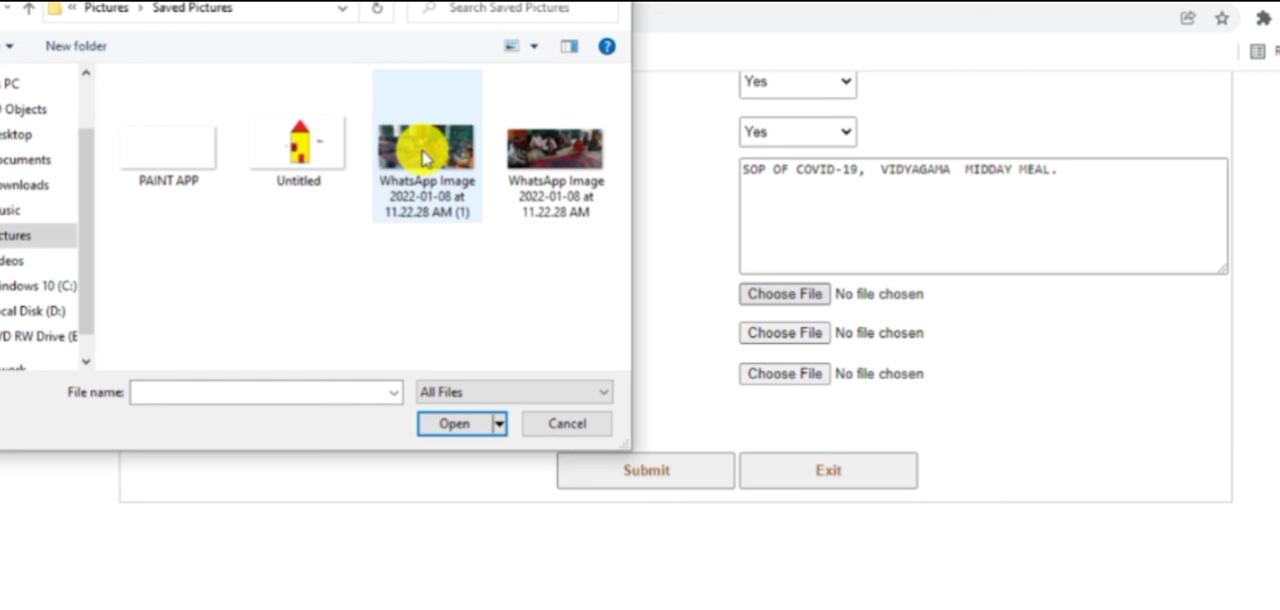 « Pictures › Saved Pictures
Search Saved Pictures
New folder
PC
Objects
Yes
Yes
SOP OF COVID-19, VIDYAGAMA MIDDAY MEAL.
PAINT APP
Untitled
WhatsApp Image
2022-01-08 at
11.22.28 AM (1)
WhatsApp Image
2022-01-08 at
11.22.28 AM
sktop
ocuments
ownloads
usic
ctures
deos
indows 10 (C:)
cal Disk (D:)
VD RW Drive (E
Choose File No file chosen
Choose File No file chosen
Choose File No file chosen
File name:
All Files
Open
Cancel
Submit
Exit